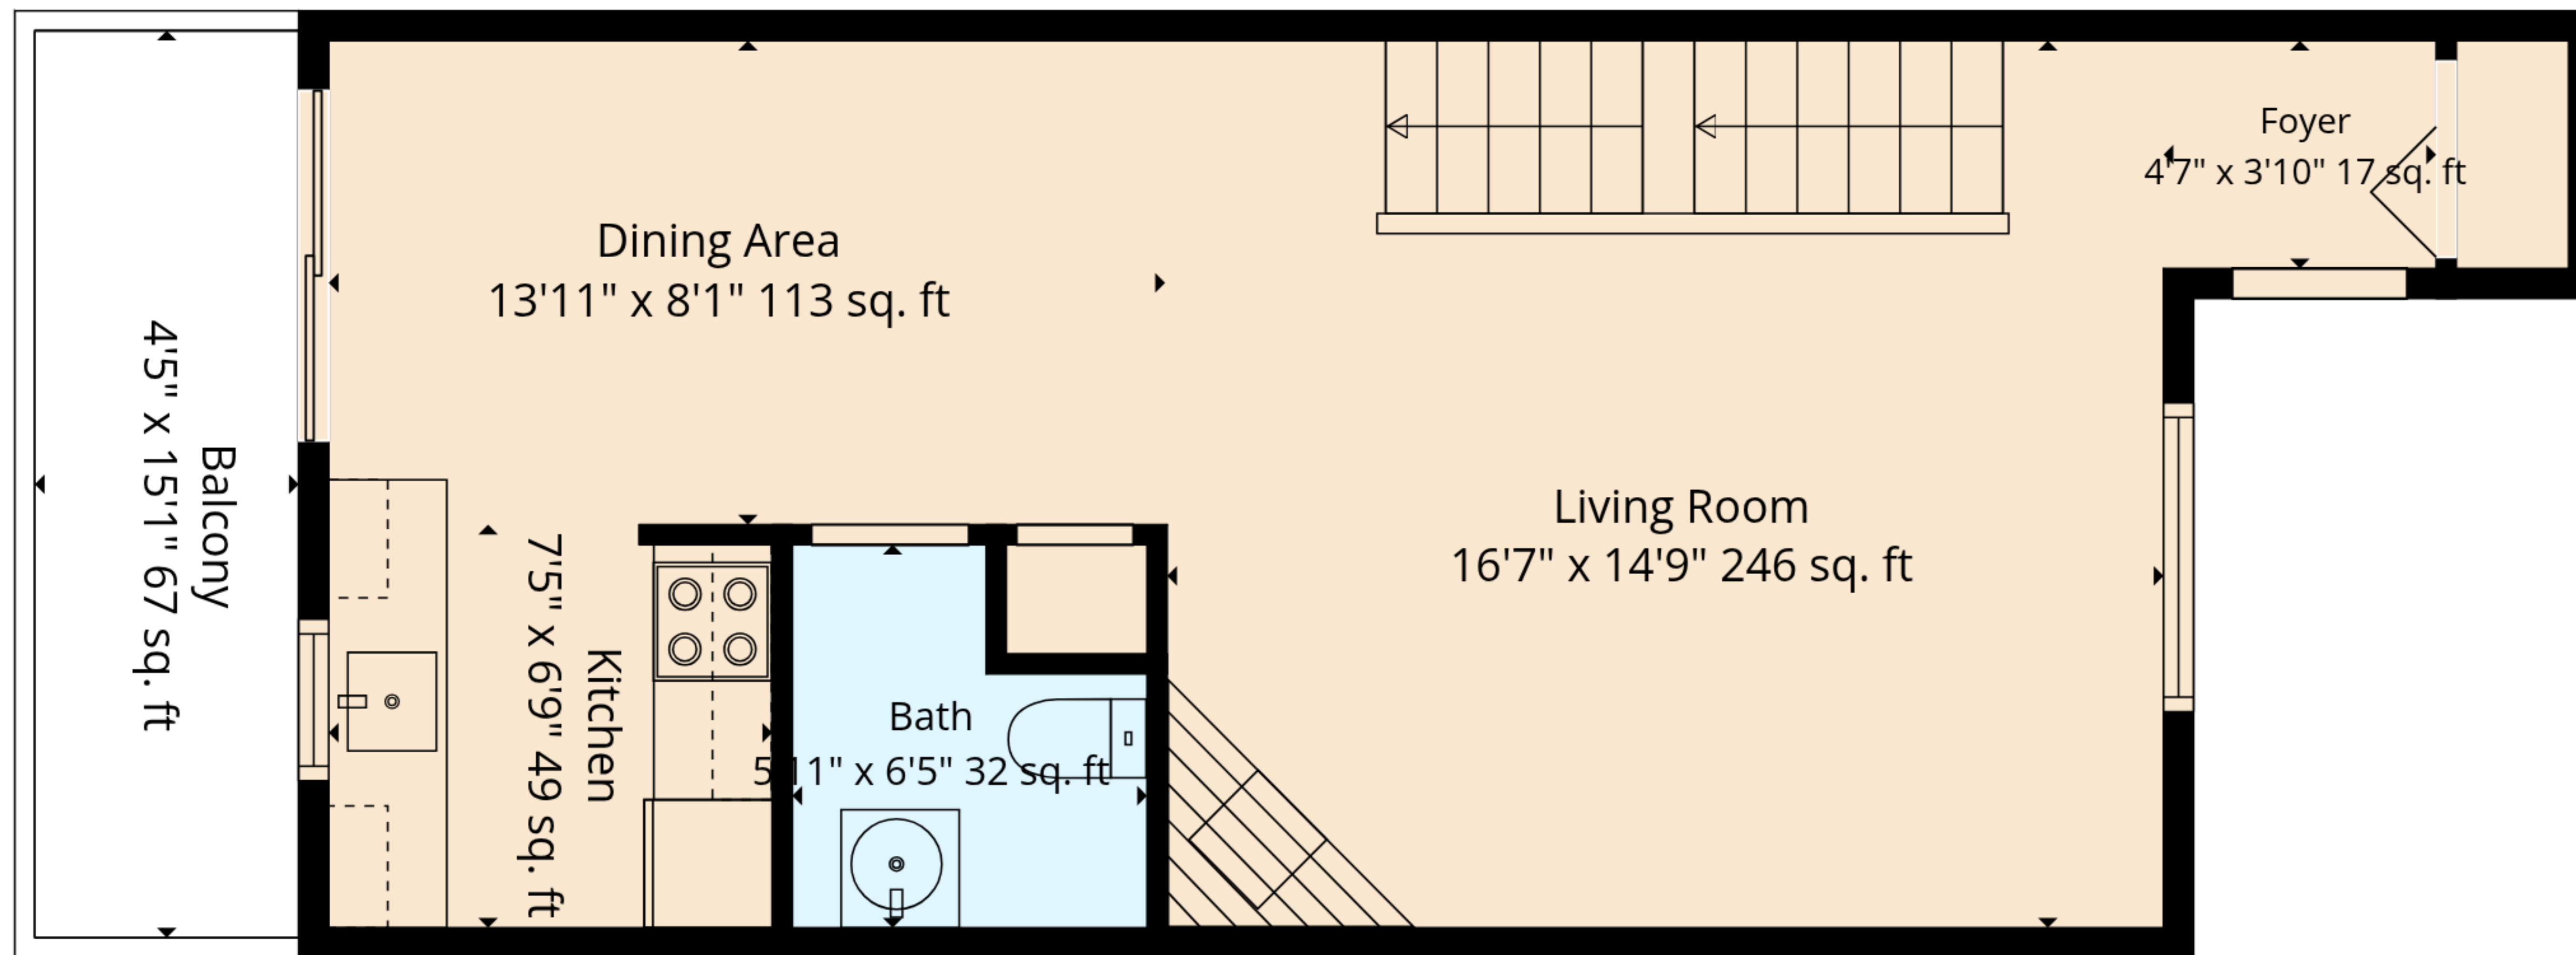 Balcony
4'5" x 15'1" 67 sq. ft
Dining Area
13'11" x 8'1" 113 sq. ft
Kitchen
7'5" x 6'9" 49 sq. ft
Bath
5'11" x 6'5" 32 sq. ft
Living Room
16'7" x 14'9" 246 sq. ft
Foyer
4'7" x 3'10" 17 sq. ft